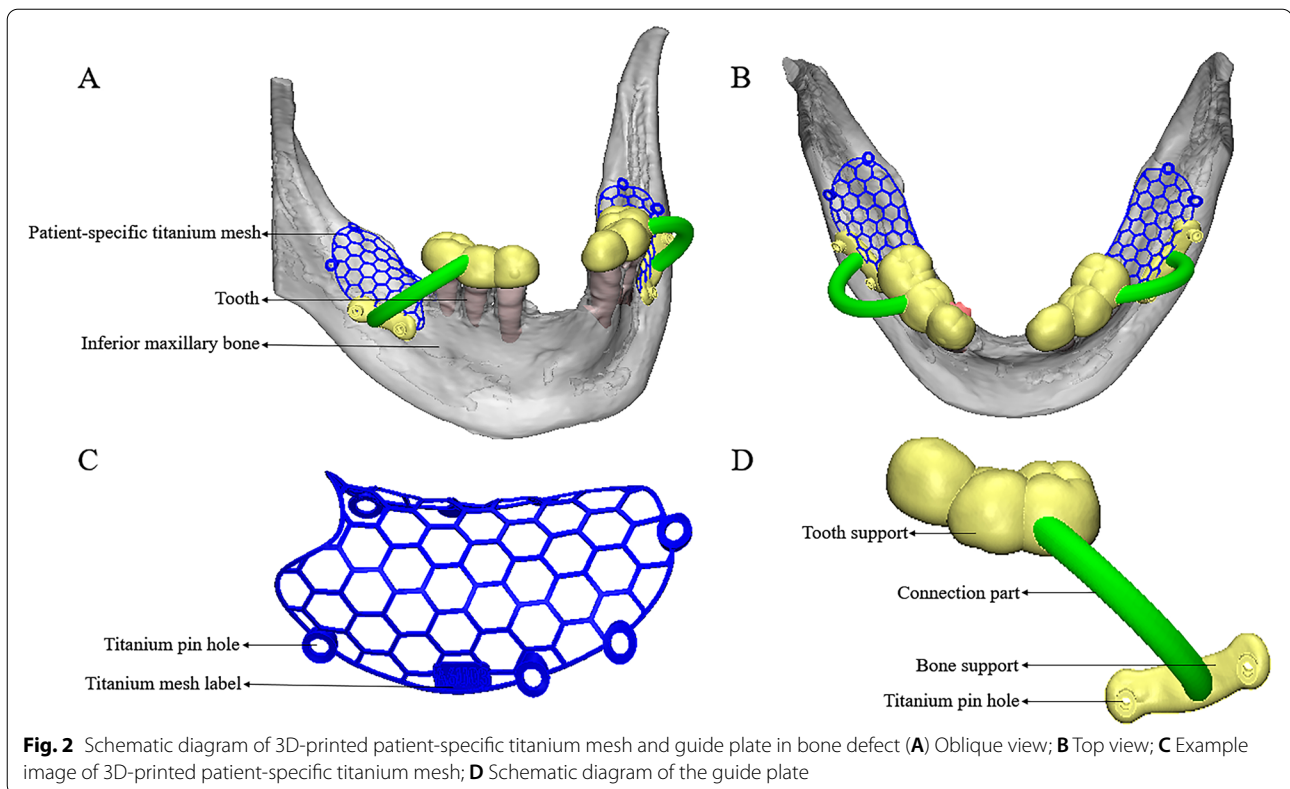 A
B
Patient-specific titanium mesh
Tooth
Inferior maxillary bone
C
D
Tooth support
Connection part
Titanium pin hole
Bone support
Titanium mesh label
Titanium pin hole
Fig. 2 Schematic diagram of 3D-printed patient-specific titanium mesh and guide plate in bone defect (A) Oblique view; B Top view; C Example
image of 3D-printed patient-specific titanium mesh; D Schematic diagram of the guide plate